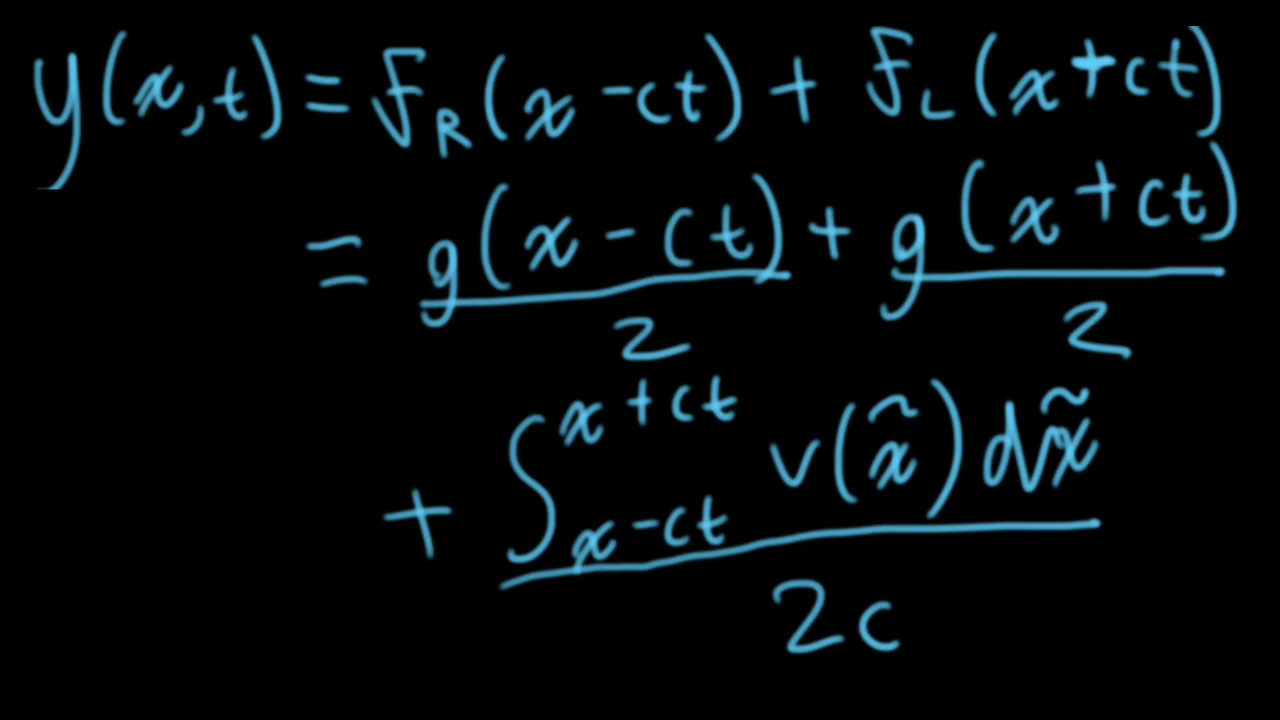 y(x,t) = F_R(x-ct) + F_L(x+ct)
= g(x-ct)/2 + g(x+ct)/2
+ ∫_{x-ct}^{x+ct} v(x̃)dx̃ / 2c